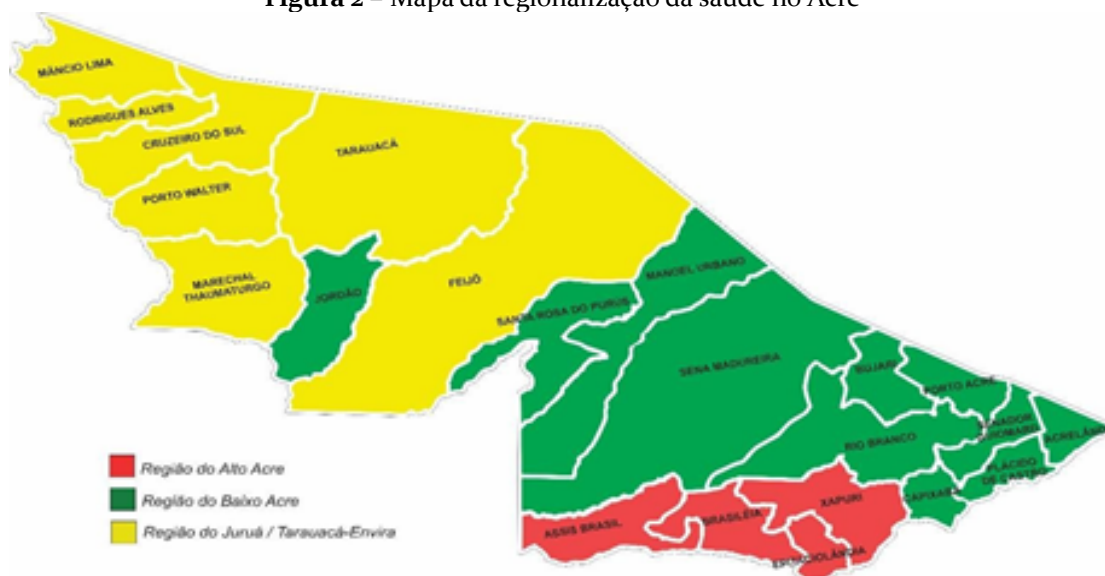 Figura 2 – Mapa da regionalização da saúde no Acre
MÂNCIO LIMA
RODRIGUES ALVES
CRUZEIRO DO SUL
TARAUACÁ
PORTO WALTER
MARECHAL
THAUMATURGO
JORDÃO
FEIJÓ
MANOEL URBANO
SANTA ROSA DO PURUS
SENA MADUREIRA
BUJARI
PORTO ACRE
SENADOR
GUIOMARD
ACRELÂNDIA
RIO BRANCO
PLÁCIDO
DE CASTRO
CAPIXABA
XAPURI
BRASILÉIA
ASSIS BRASIL
EPITACIOLÂNDIA
Região do Alto Acre
Região do Baixo Acre
Região do Juruá / Tarauacá-Envira